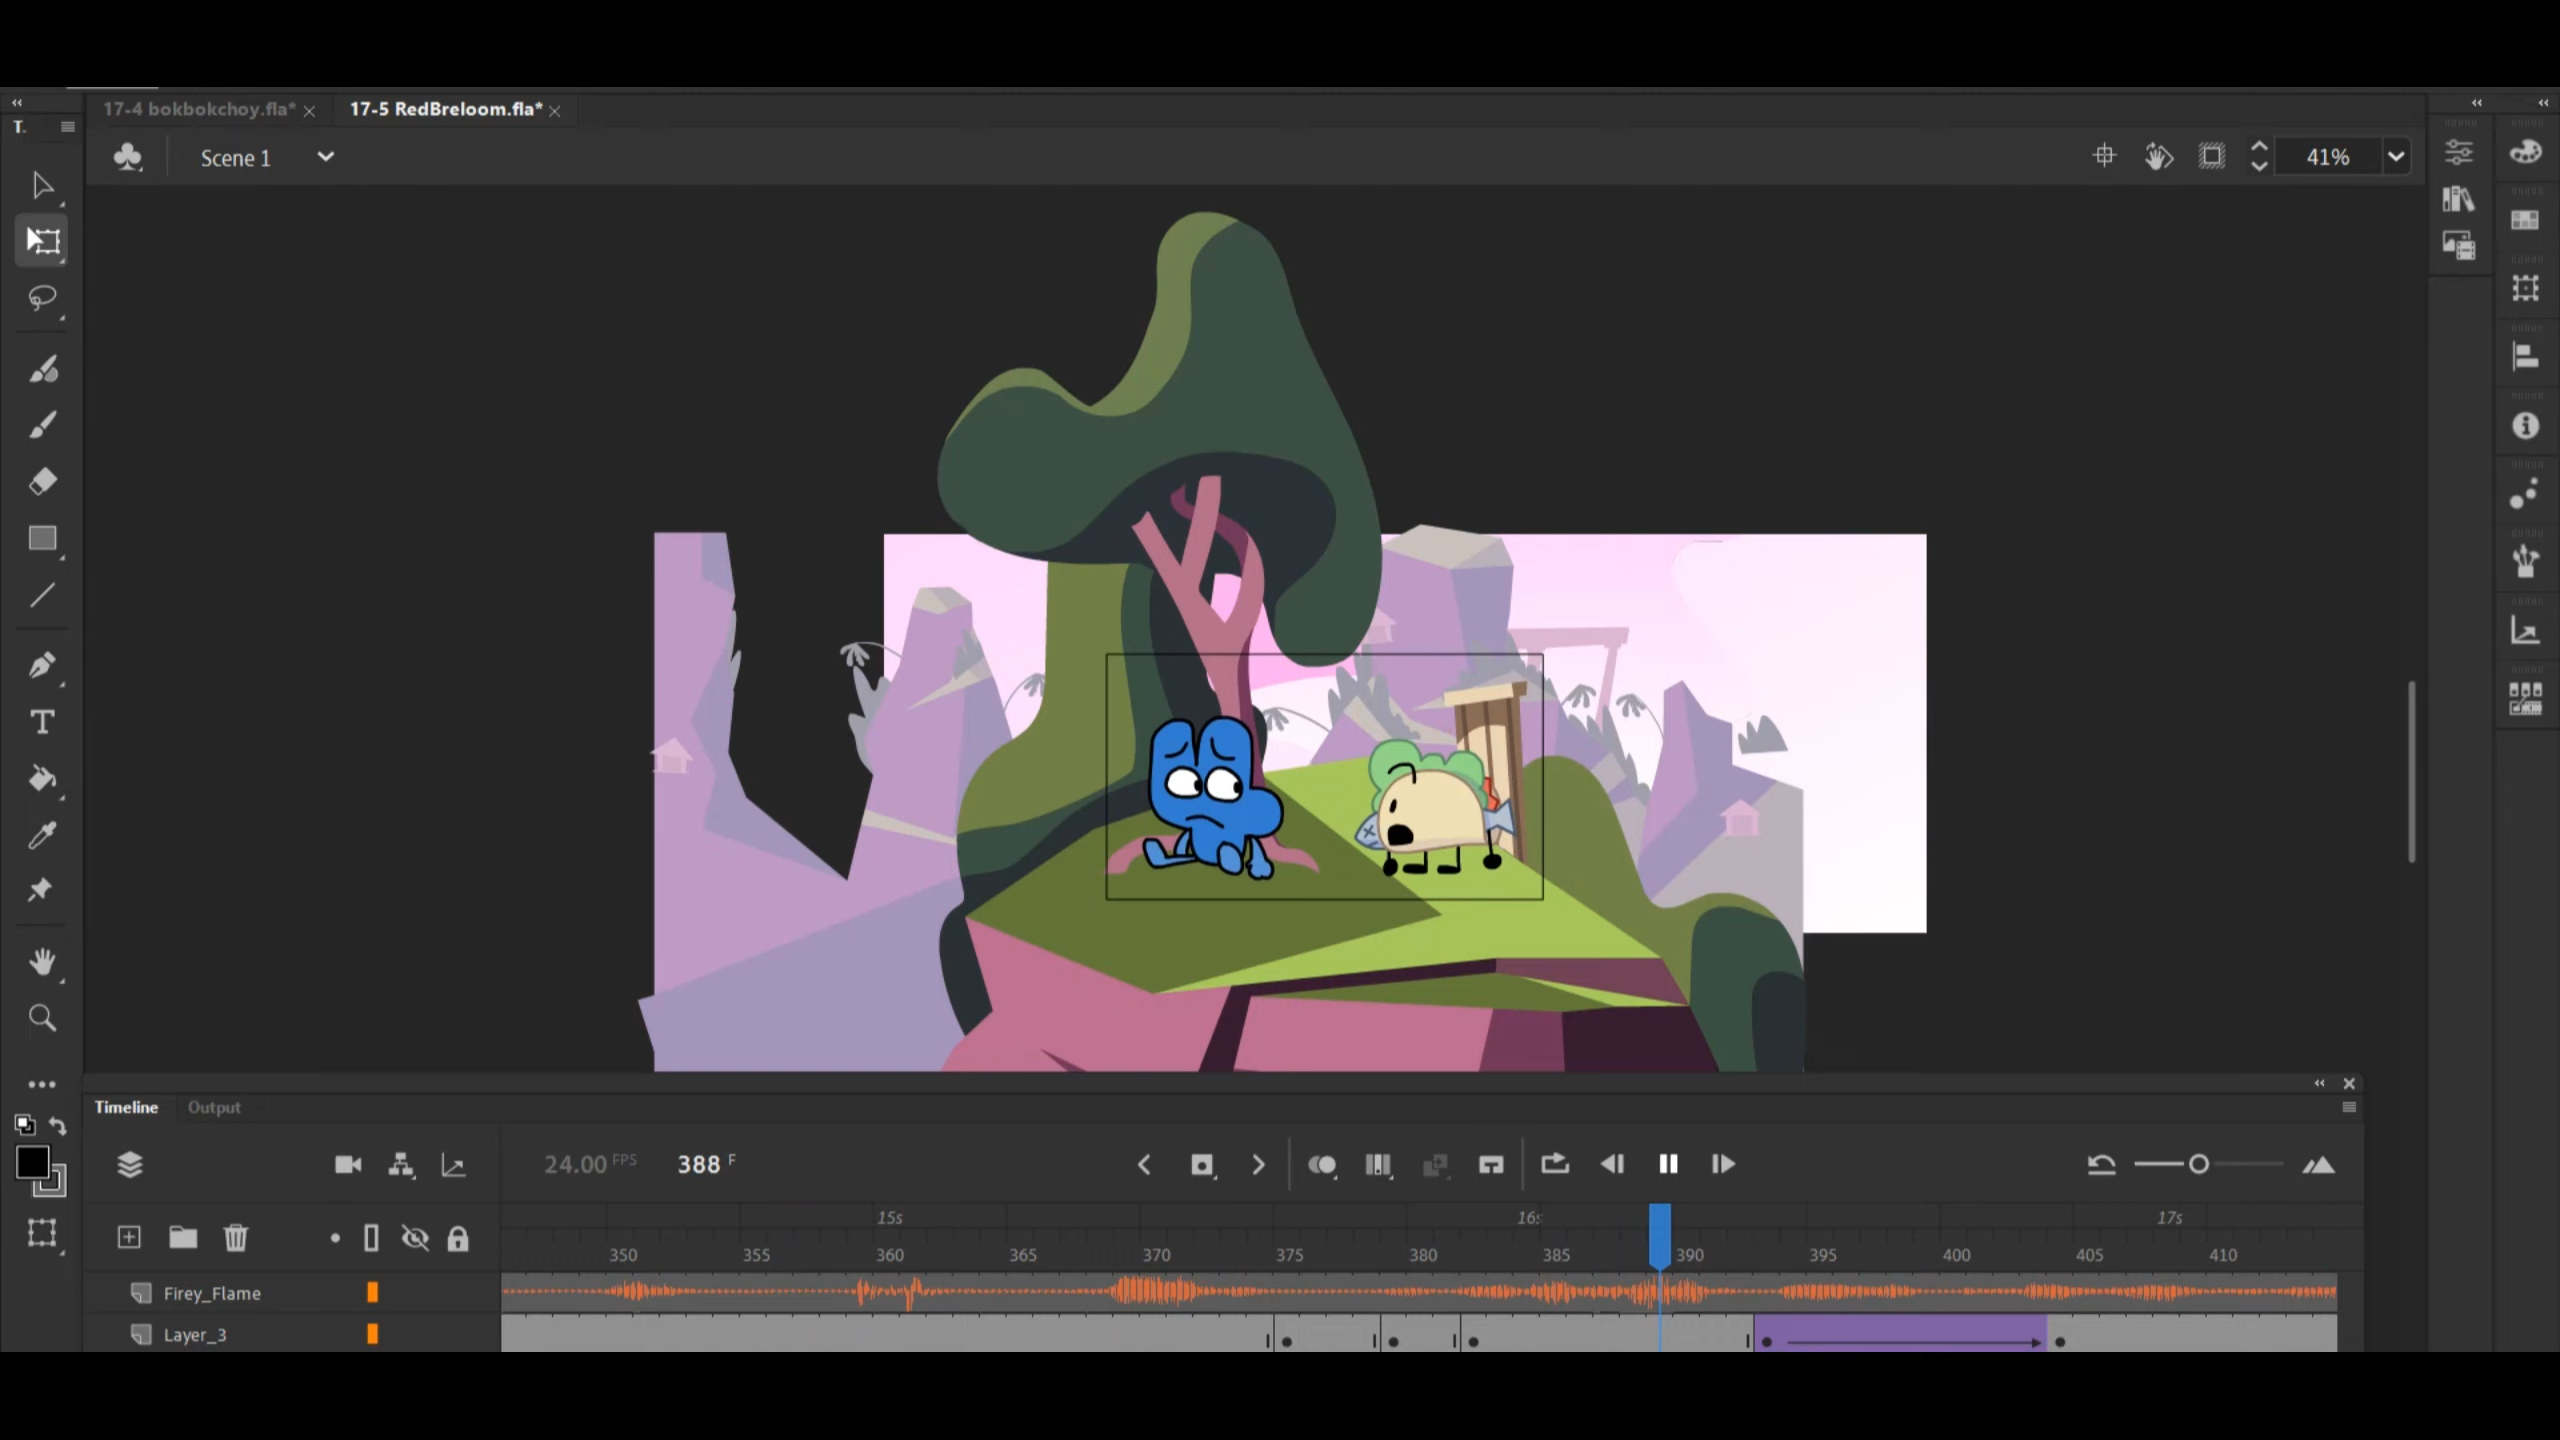 17-4 bokbokchoy.fla*
17-5 RedBreloom.fla*
T.
Scene 1
41%
Timeline
Output
24.00 FPS
388 F
15s
16s
17s
350 355 360 365 370 375 380 385 390 395 400 405 410
Firey_Flame
Layer_3